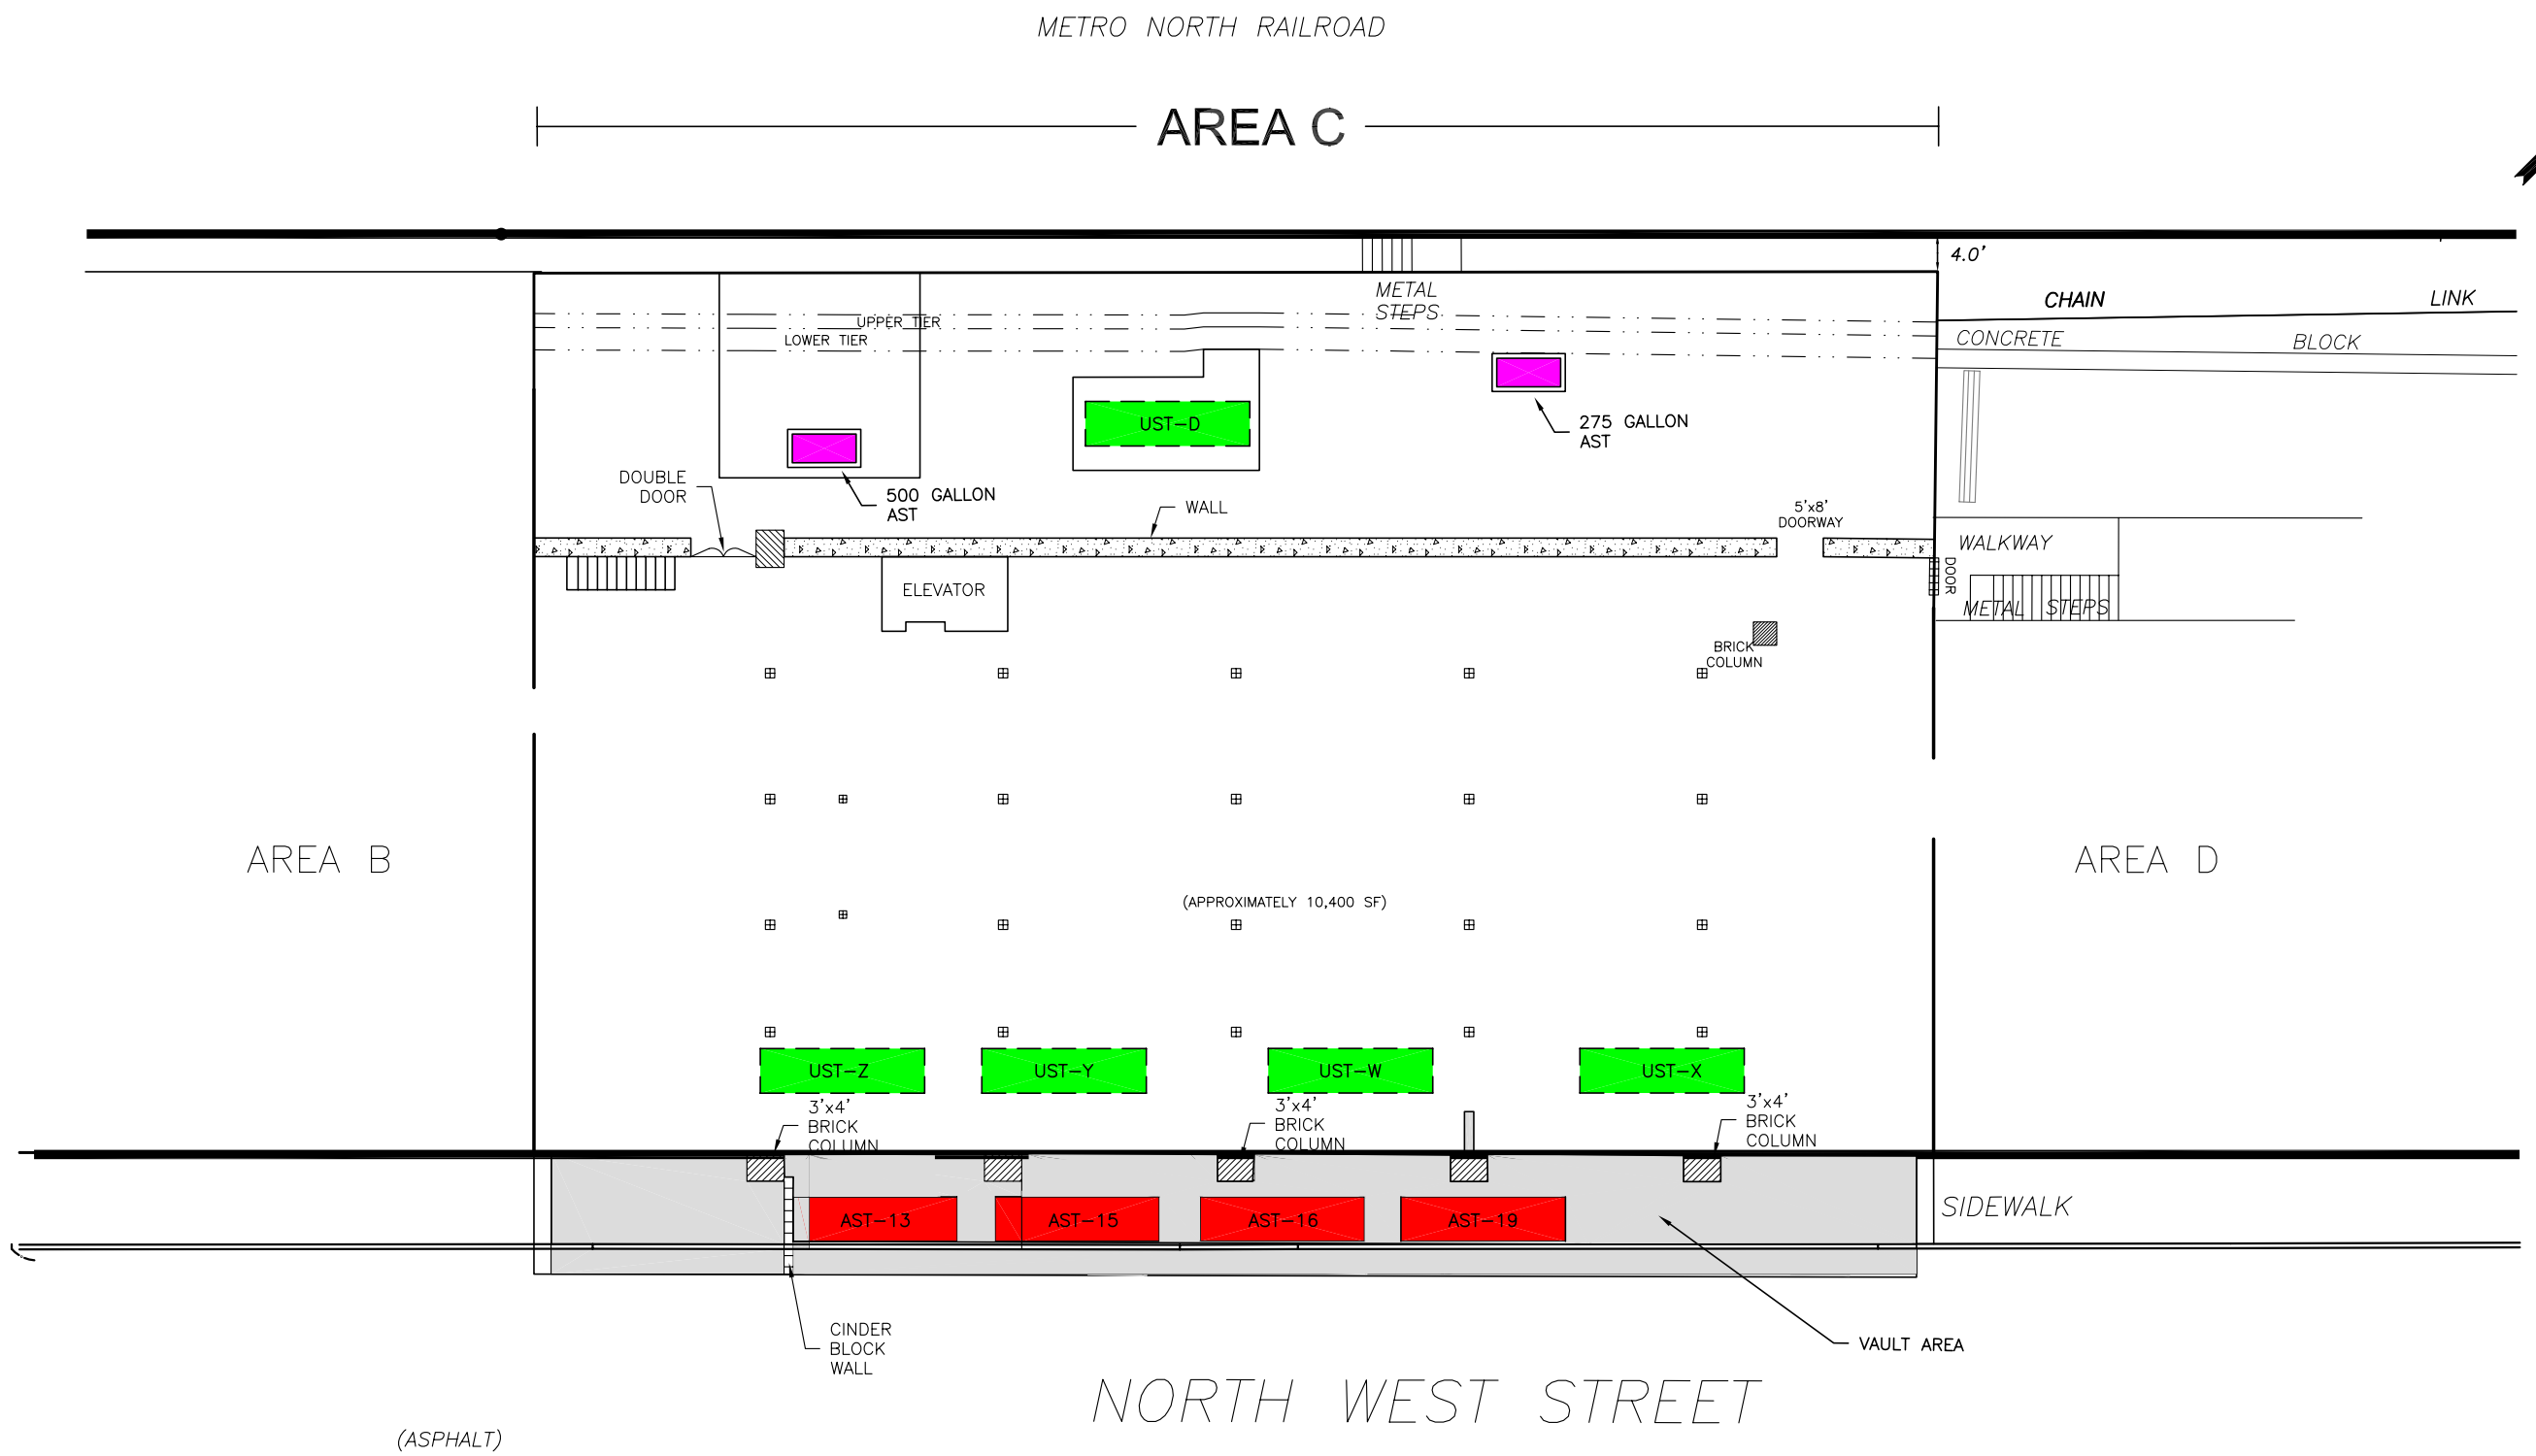 METRO NORTH RAILROAD
AREA C
4.0'
METAL
STEPS
CHAIN LINK
UPPER TIER
LOWER TIER
CONCRETE BLOCK
UST-D
275 GALLON
AST
DOUBLE
DOOR
500 GALLON
AST
WALL
5'x8'
DOORWAY
WALKWAY
DOOR
ELEVATOR
METAL STEPS
BRICK
COLUMN
AREA B
AREA D
(APPROXIMATELY 10,400 SF)
UST-Z
UST-Y
UST-W
UST-X
3'x4'
BRICK
COLUMN
3'x4'
BRICK
COLUMN
3'x4'
BRICK
COLUMN
AST-13
AST-15
AST-16
AST-19
SIDEWALK
CINDER
BLOCK
WALL
VAULT AREA
NORTH WEST STREET
(ASPHALT)